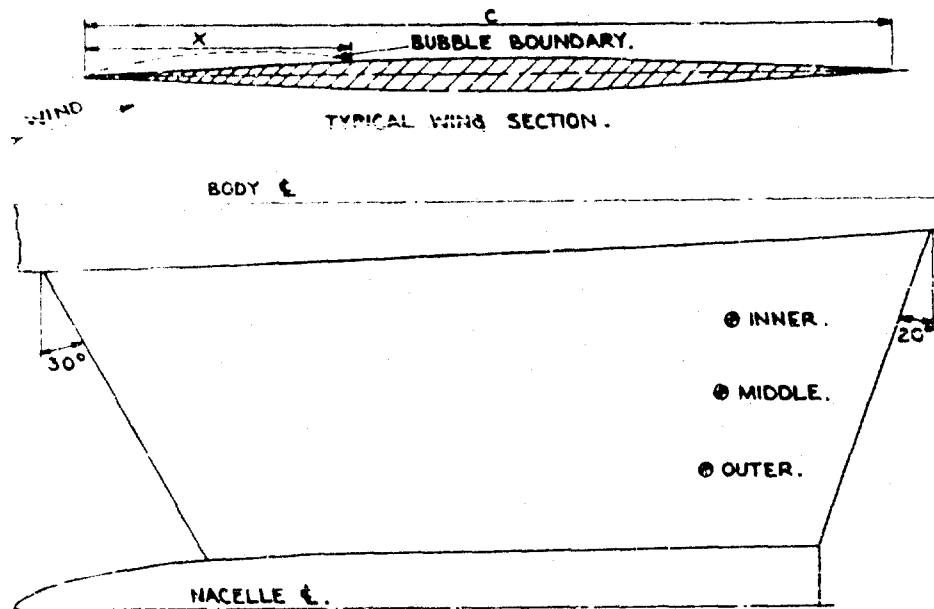 C
X
BUBBLE BOUNDARY.
WIND
TYPICAL WING SECTION.
BODY ℄
INNER.
20°
30°
MIDDLE.
OUTER.
NACELLE ℄.